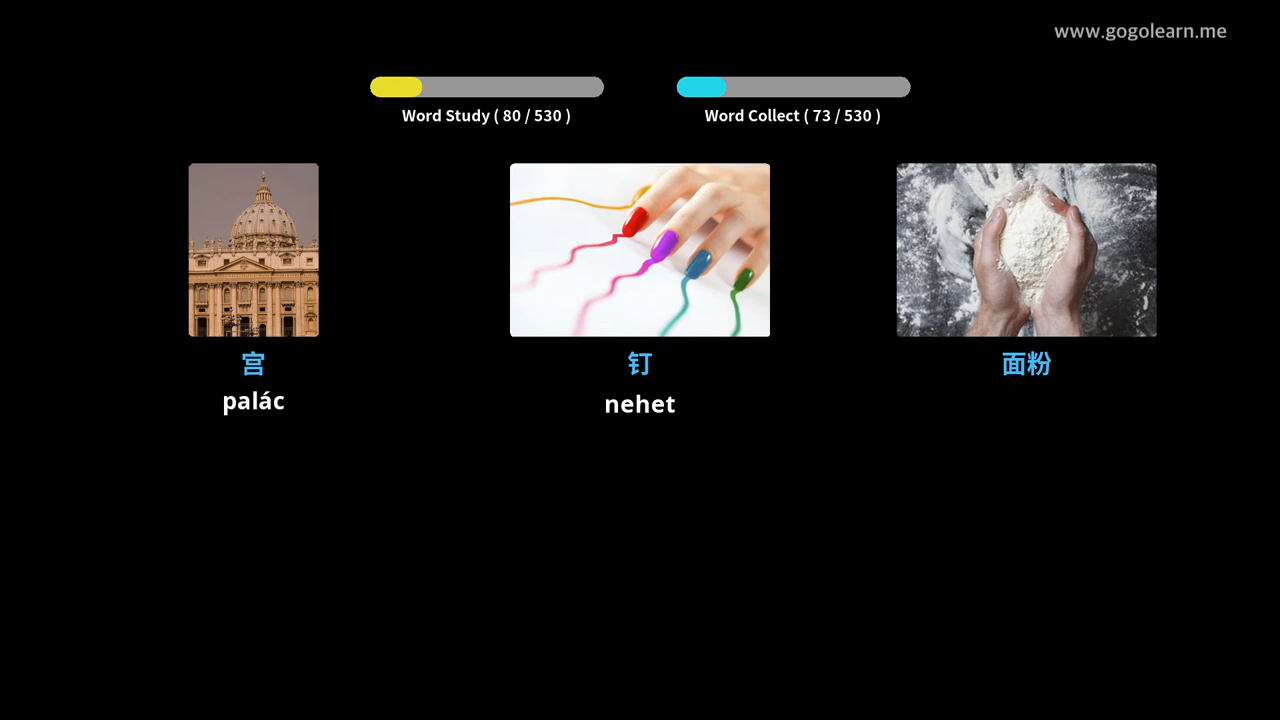 www.gogolearn.me
Word Study ( 80 / 530 )
Word Collect ( 73 / 530 )
宫
钉
面粉
palác
nehet